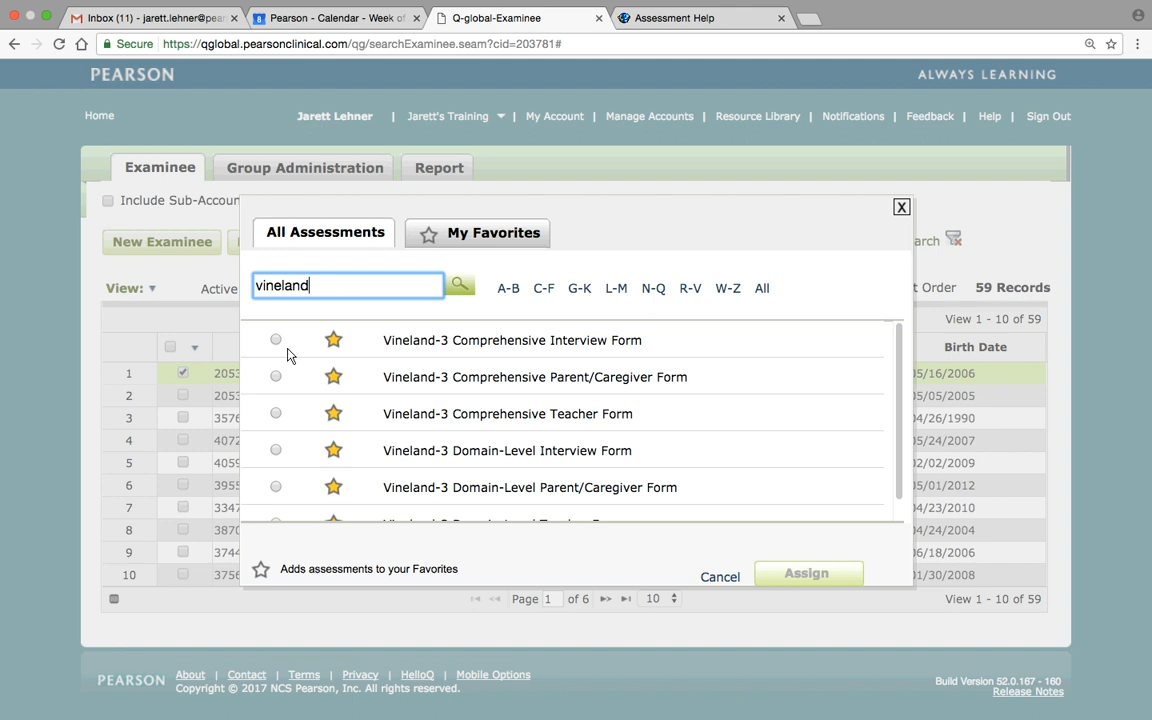 Inbox (11) - jarett.lehner@pear
Pearson - Calendar - Week of
Q-global-Examinee
Assessment Help
Secure https://qglobal.pearsonclinical.com/qg/searchExaminee.seam?cid=203781#
PEARSON
ALWAYS LEARNING
Home
Jarett Lehner | Jarett's Training | My Account | Manage Accounts | Resource Library | Notifications | Feedback | Help | Sign Out
Examinee
Group Administration
Report
Include Sub-Accoun
New Examinee
arch
All Assessments
My Favorites
X
vineland
A-B C-F G-K L-M N-Q R-V W-Z All
View:
Active
t Order
59 Records
View 1 - 10 of 59
Birth Date
Vineland-3 Comprehensive Interview Form
Vineland-3 Comprehensive Parent/Caregiver Form
Vineland-3 Comprehensive Teacher Form
Vineland-3 Domain-Level Interview Form
Vineland-3 Domain-Level Parent/Caregiver Form
1 2053 05/16/2006
2 2053 05/05/2005
3 3576 04/26/1990
4 4072 05/24/2007
5 4059 02/02/2009
6 3955 05/01/2012
7 3347 04/23/2010
8 3870 04/24/2004
9 3744 06/18/2006
10 3756 01/30/2008
Adds assessments to your Favorites
Cancel
Assign
Page 1 of 6
10
View 1 - 10 of 59
PEARSON
About | Contact | Terms | Privacy | HelloQ | Mobile Options
Copyright © 2017 NCS Pearson, Inc. All rights reserved.
Build Version 52.0.167 - 160
Release Notes